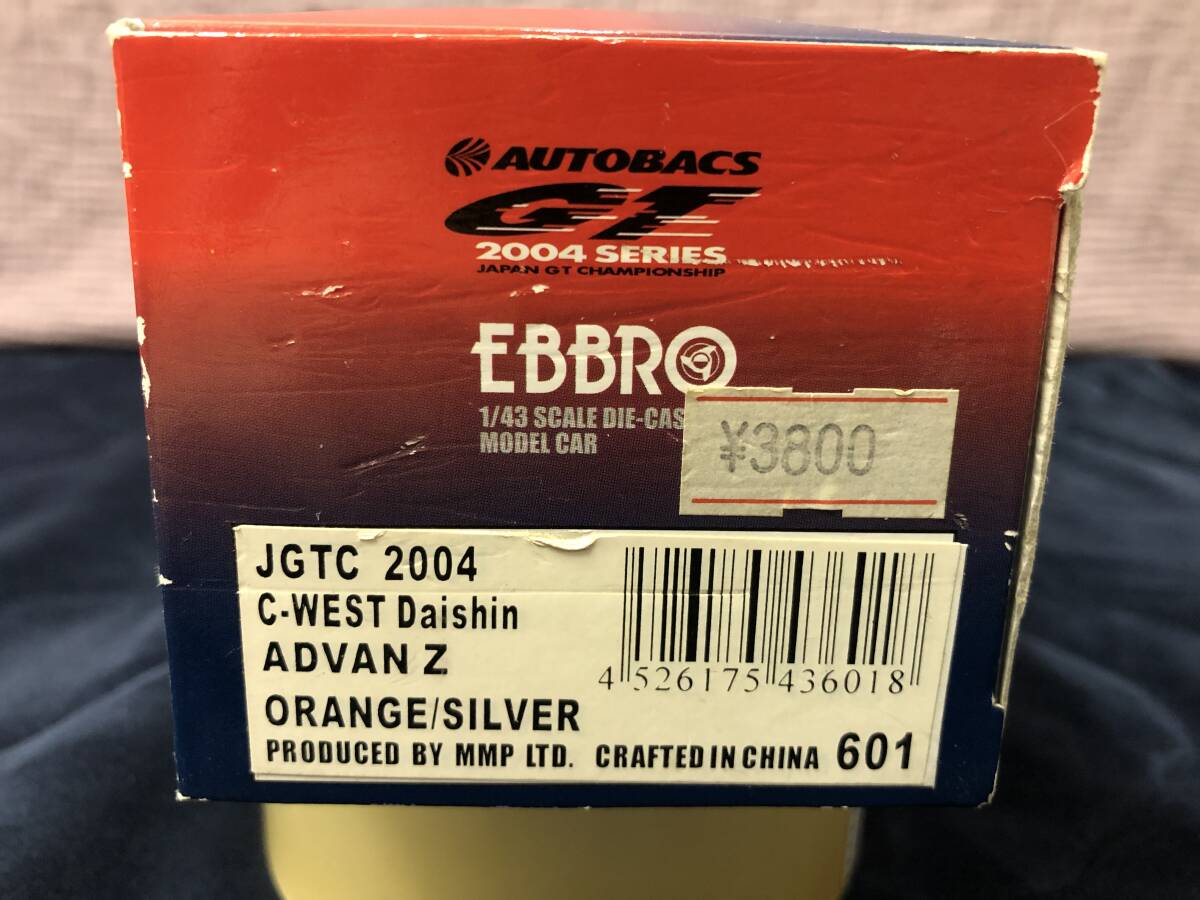 AUTOBACS
GT
2004 SERIES
JAPAN GT CHAMPIONSHIP
EBBRO
1/43 SCALE DIE-CAS
MODEL CAR
¥3800
JGTC 2004
C-WEST Daishin
ADVAN Z
ORANGE/SILVER
4 526175 436018
PRODUCED BY MMP LTD. CRAFTED IN CHINA 601